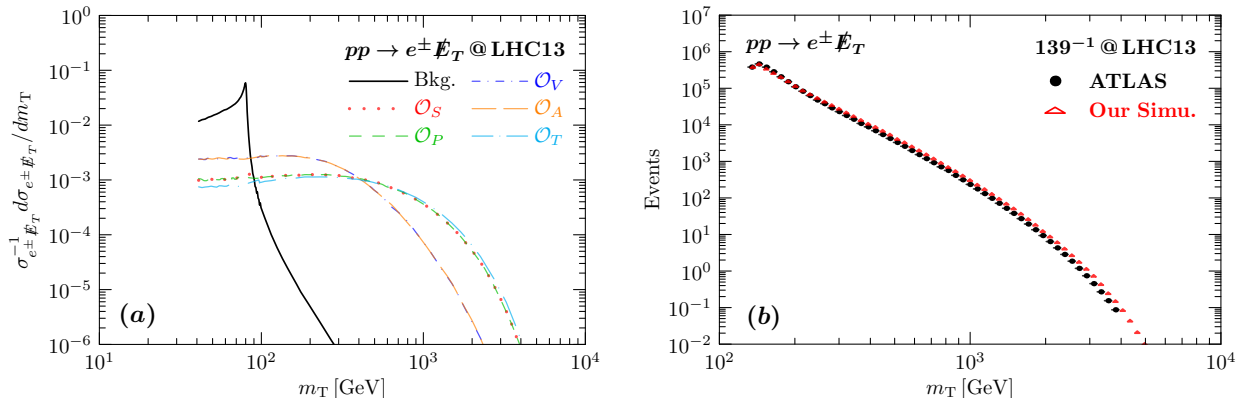 10^0
10^{-1}
10^{-2}
10^{-3}
10^{-4}
10^{-5}
10^{-6}
10^1
10^2
10^3
10^4
σ^{-1}_{e^± E̸_T} dσ_{e^± E̸_T}/dm_T
m_T [GeV]
pp → e^± E̸_T @ LHC13
Bkg.
O_S
O_P
O_V
O_A
O_T
(a)
10^7
10^6
10^5
10^4
10^3
10^2
10^1
10^0
10^{-1}
10^{-2}
10^2
10^3
10^4
Events
m_T [GeV]
pp → e^± E̸_T
139^{-1} @ LHC13
ATLAS
Our Simu.
(b)